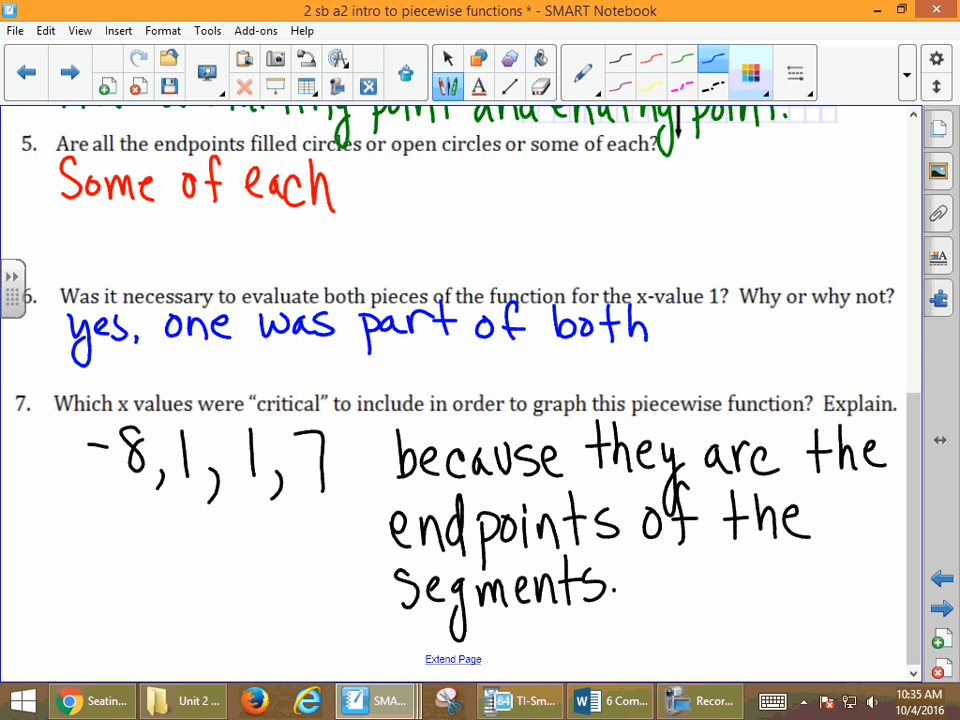 2 sb a2 intro to piecewise functions * - SMART Notebook
File Edit View Insert Format Tools Add-ons Help
starting point and ending point.
5. Are all the endpoints filled circles or open circles or some of each?
Some of each
6. Was it necessary to evaluate both pieces of the function for the x-value 1? Why or why not?
yes, one was part of both
7. Which x values were “critical” to include in order to graph this piecewise function? Explain.
-8, 1, 1, 7 because they are the
endpoints of the
segments.
Extend Page
Seatin... Unit 2 ... SMA... TI-Sm... 6 Com... Recor... 10:35 AM
10/4/2016